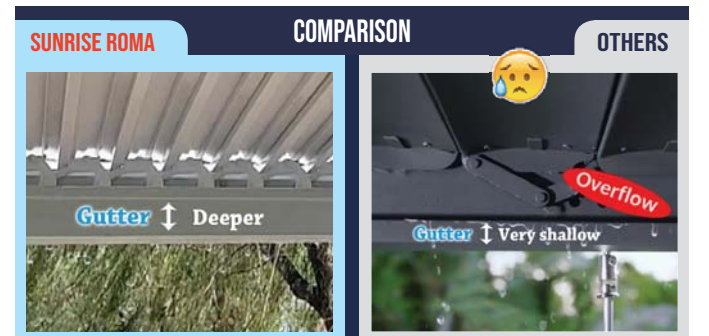 COMPARISON
SUNRISE ROMA
OTHERS
Gutter ↕ Deeper
Overflow
Gutter ↕ Very shallow